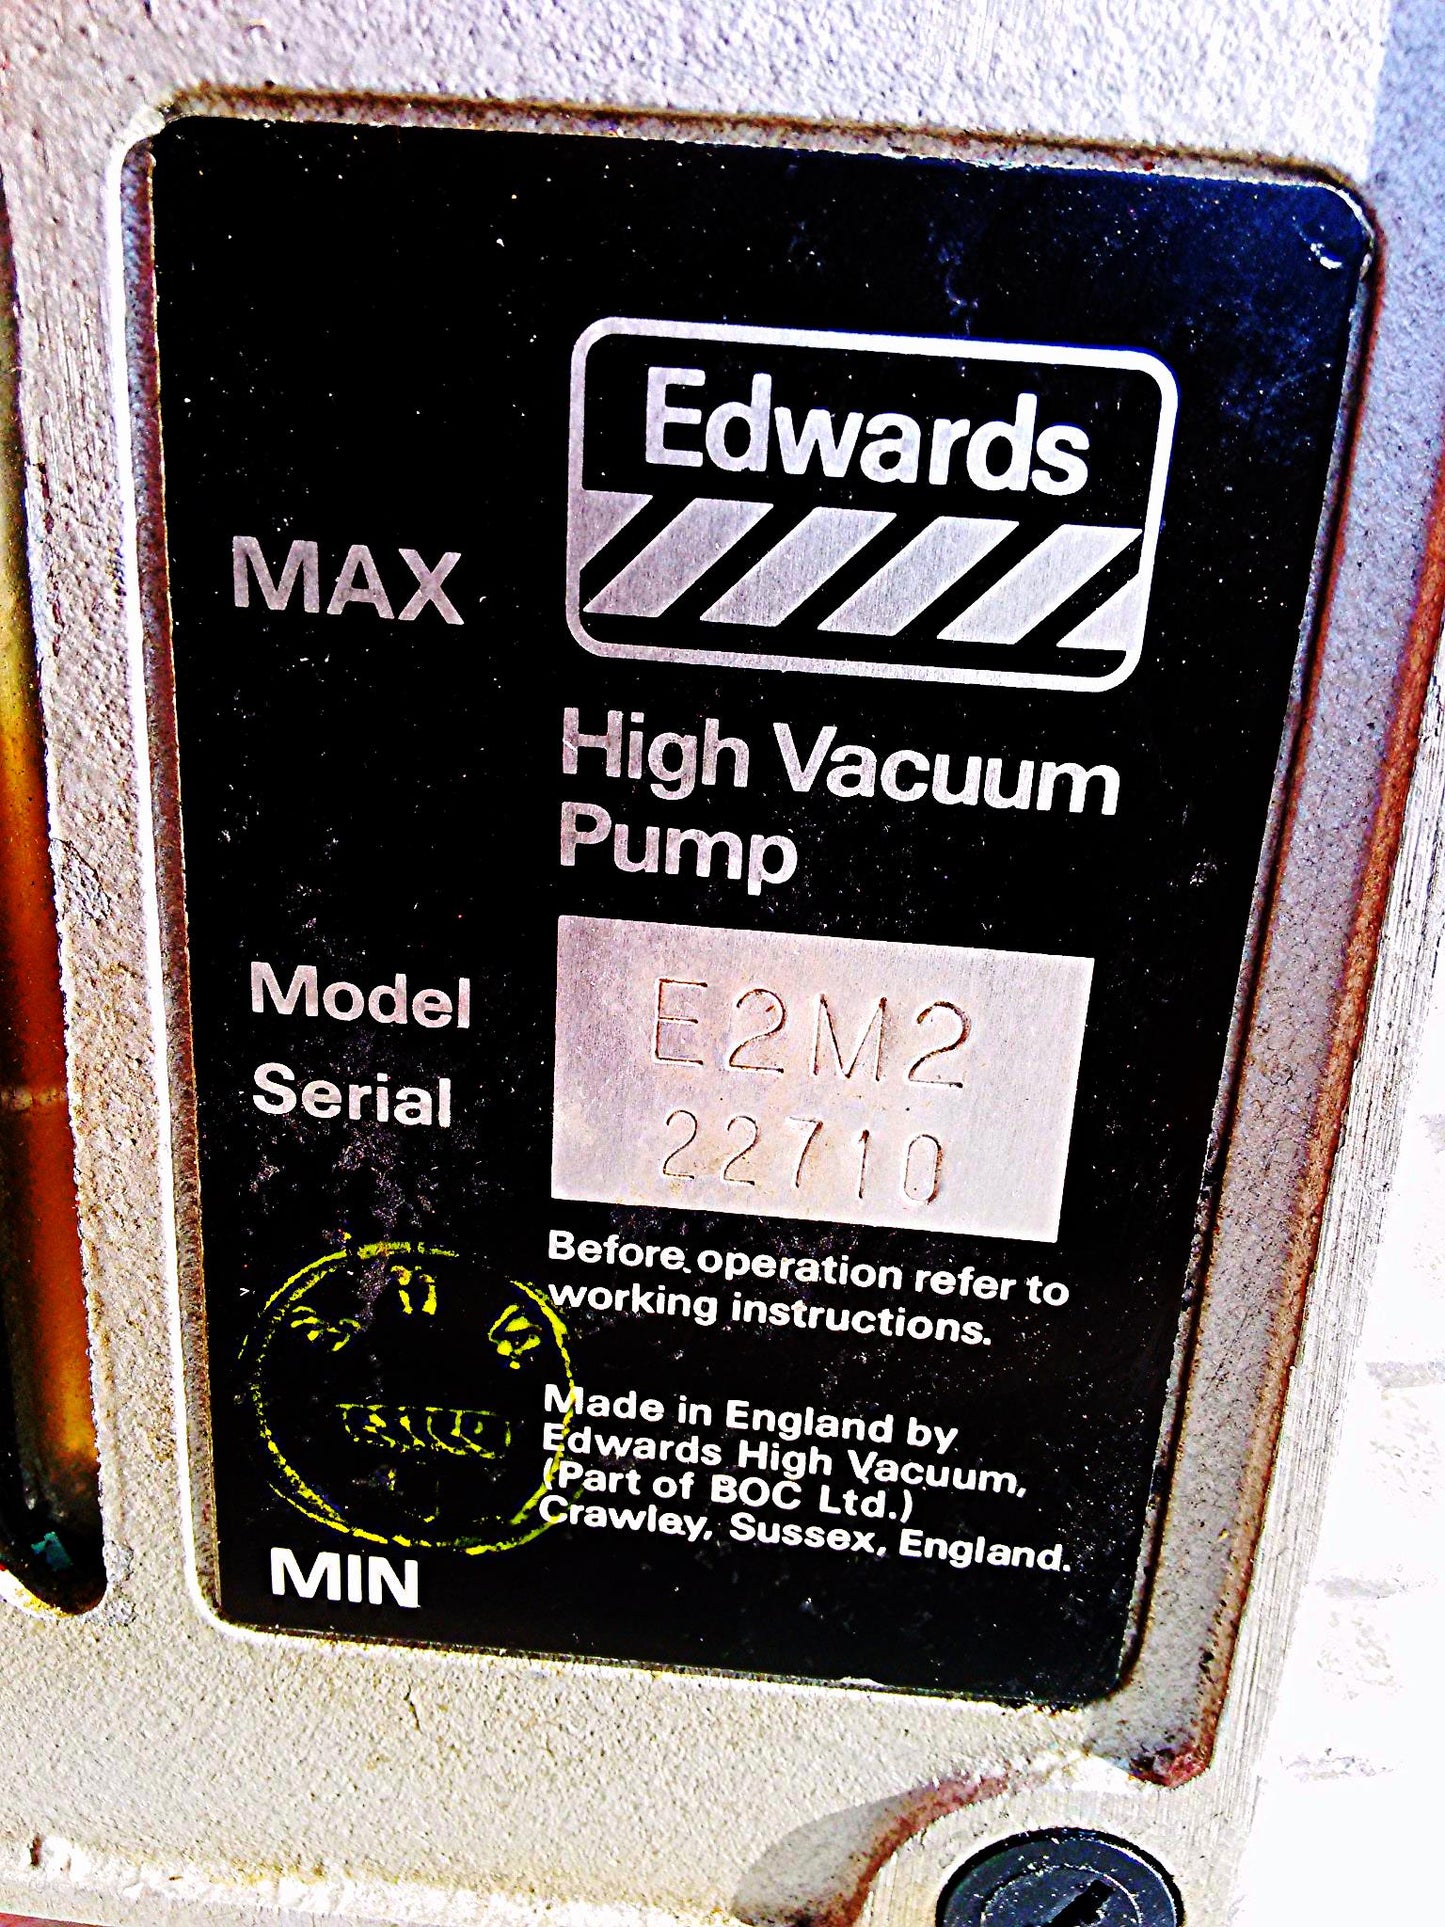 Edwards
MAX
High Vacuum
Pump
Model E2M2
Serial 22710
Before operation refer to
working instructions.
Made in England by
Edwards High Vacuum,
(Part of BOC Ltd.)
Crawley, Sussex, England.
MIN